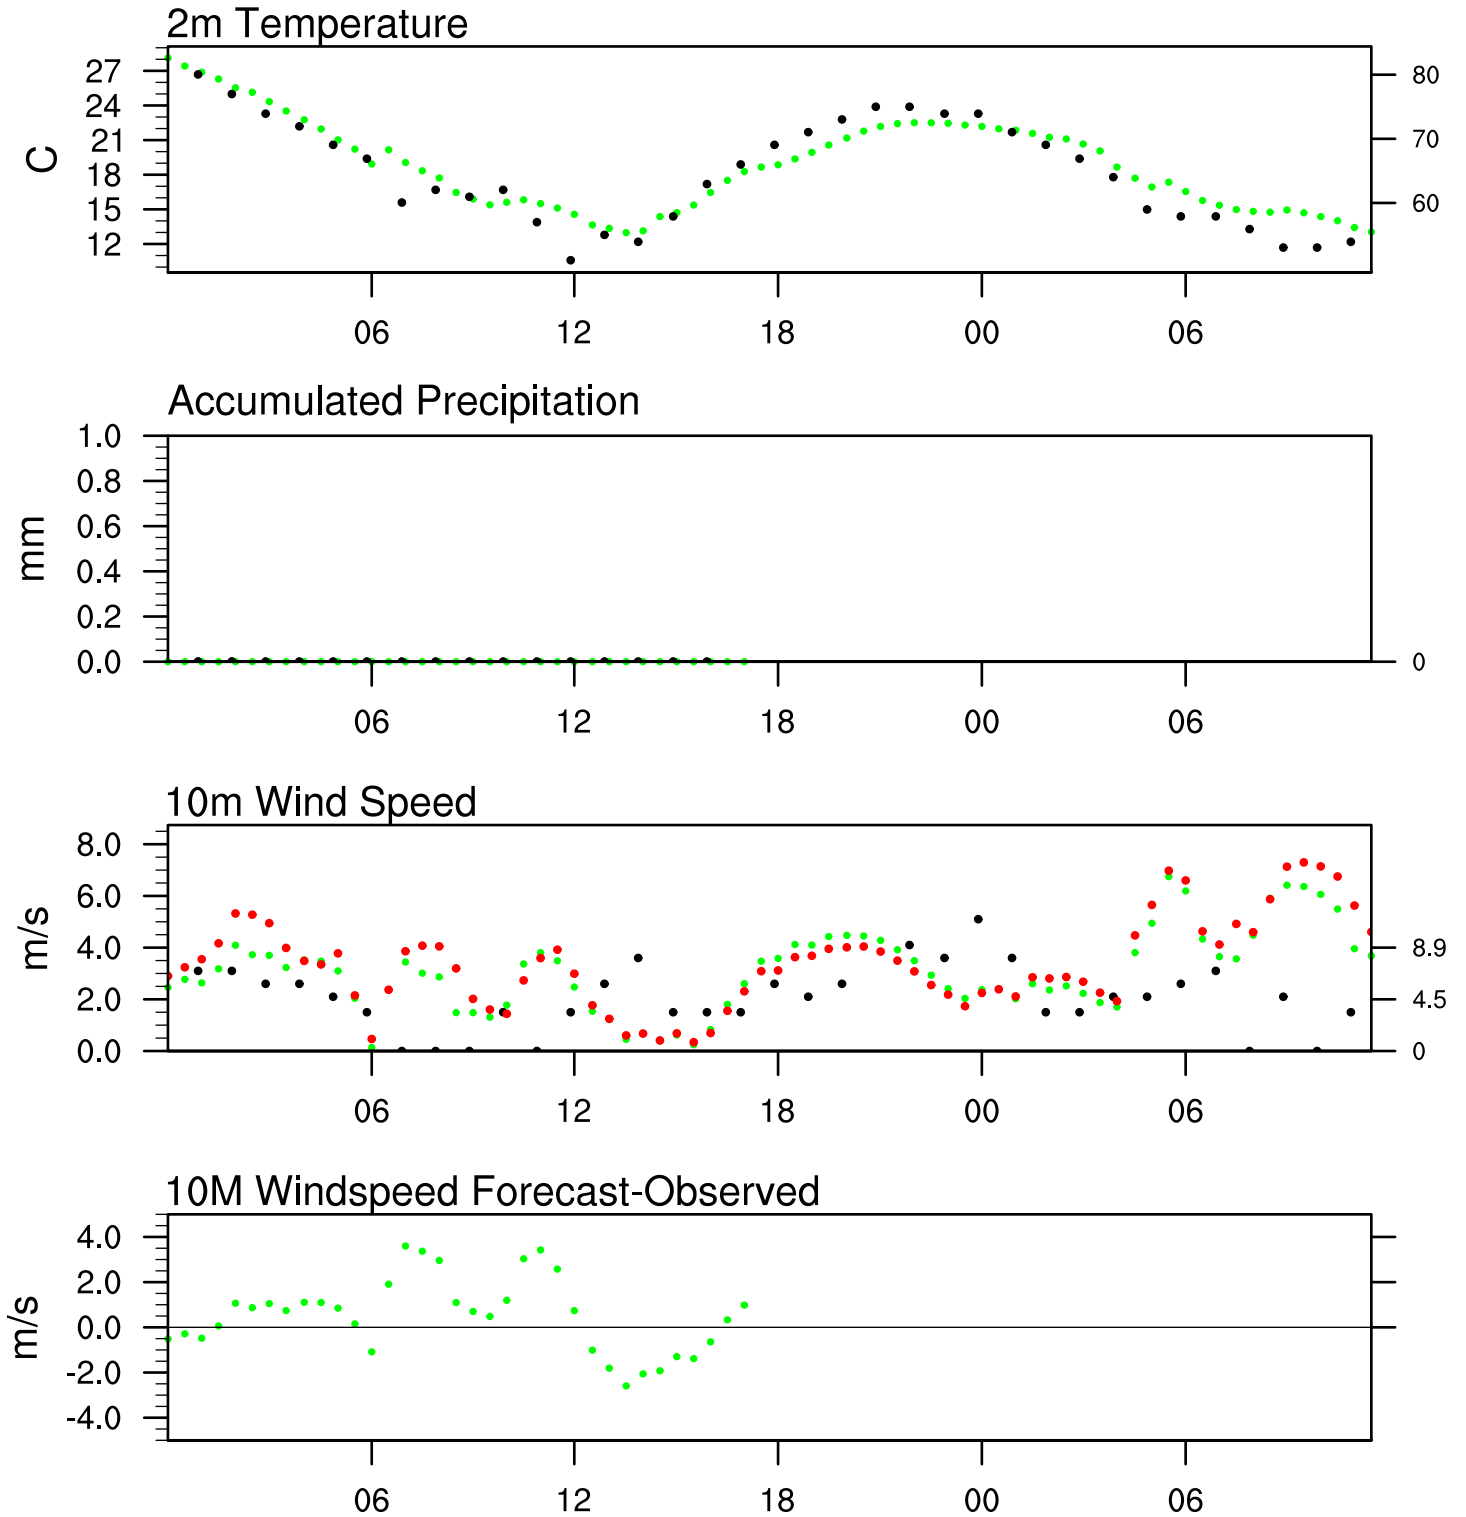 2m Temperature
27
24
21
18
15
12
C
80
70
60
06 12 18 00 06
Accumulated Precipitation
1.0
0.8
0.6
0.4
0.2
0.0
mm
0
06 12 18 00 06
10m Wind Speed
8.0
6.0
4.0
2.0
0.0
m/s
8.9
4.5
0
06 12 18 00 06
10M Windspeed Forecast-Observed
4.0
2.0
0.0
-2.0
-4.0
m/s
06 12 18 00 06